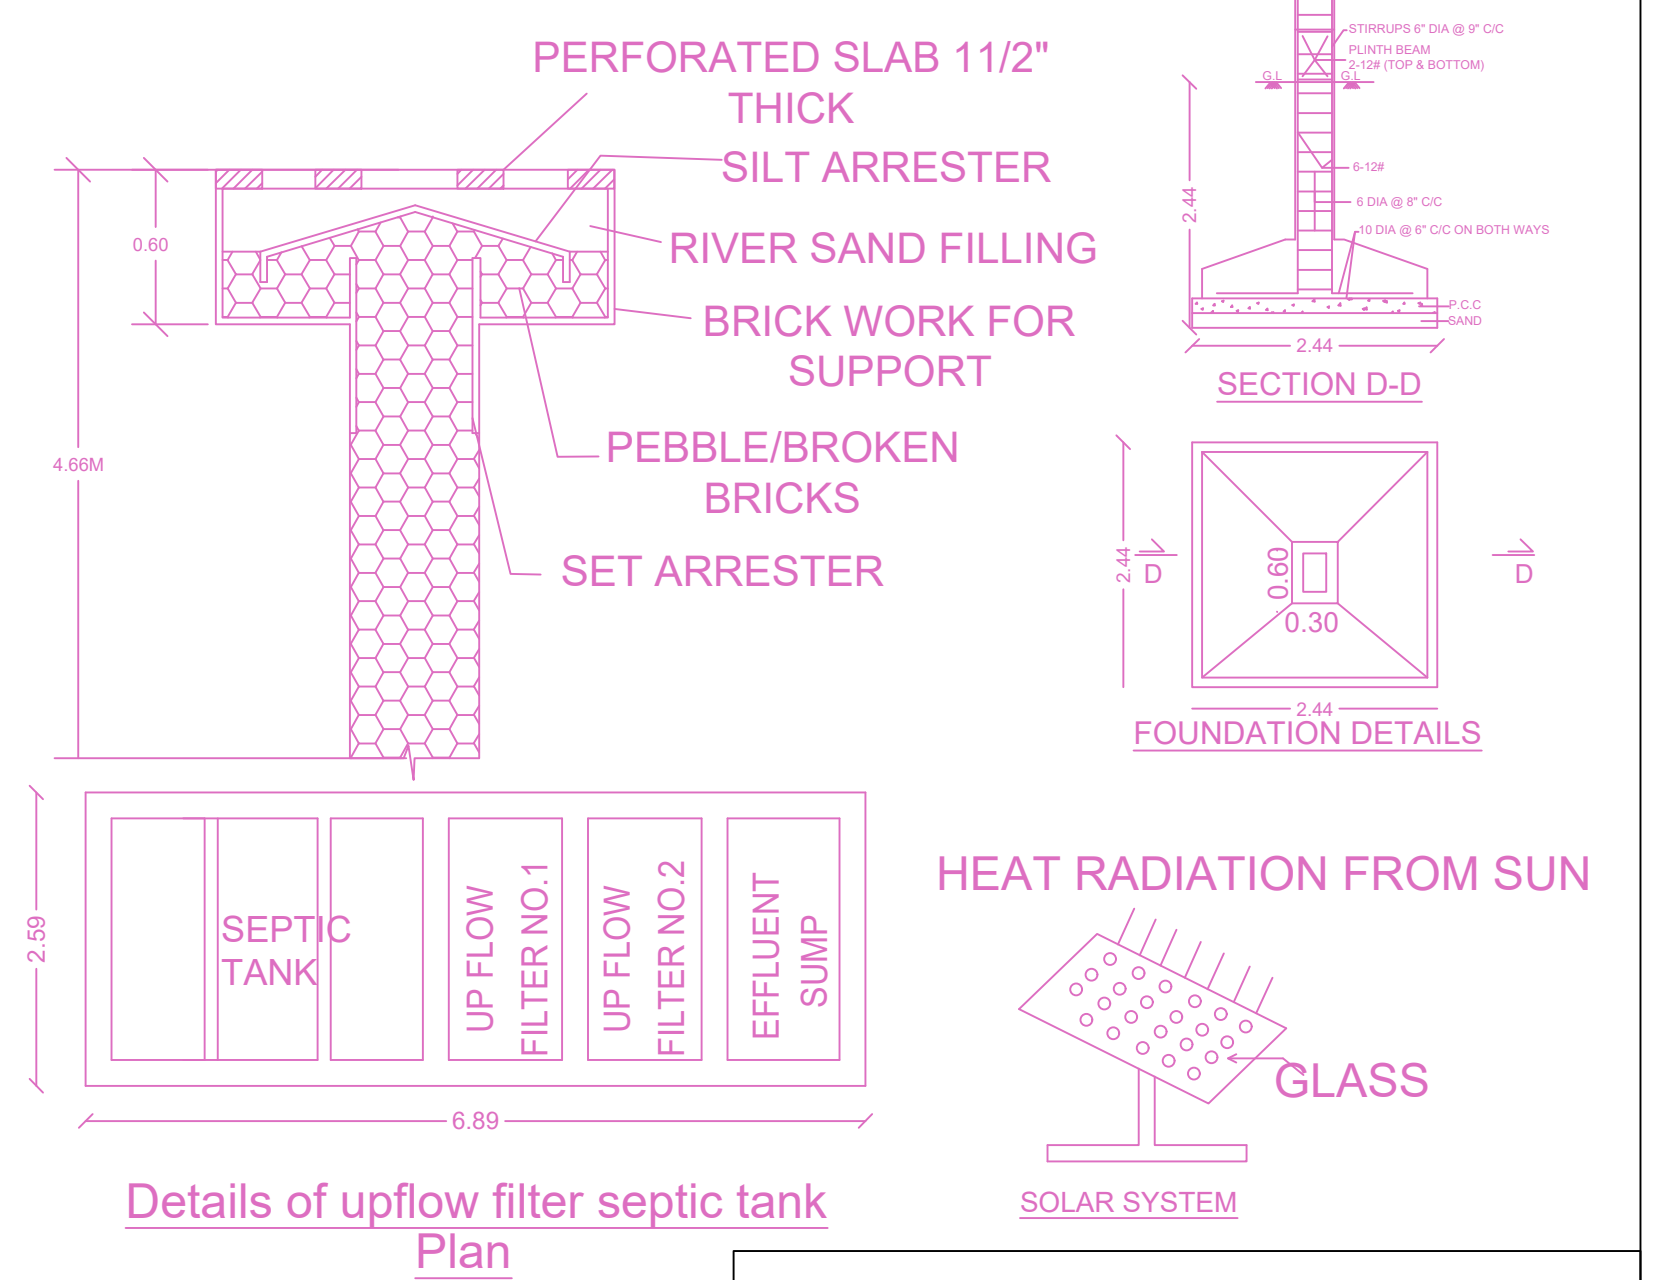 PERFORATED SLAB 11/2"
THICK
SILT ARRESTER
0.60
RIVER SAND FILLING
BRICK WORK FOR
SUPPORT
4.66M
PEBBLE/BROKEN
BRICKS
SET ARRESTER
STIRRUPS 6" DIA @ 9" C/C
PLINTH BEAM
2-12# (TOP & BOTTOM)
G.L
G.L
6-12#
2.44
6 DIA @ 8" C/C
10 DIA @ 6" C/C ON BOTH WAYS
P.C.C
SAND
2.44
SECTION D-D
2.44
D
0.60
0.30
D
2.44
FOUNDATION DETAILS
2.59
SEPTIC
TANK
UP FLOW
FILTER NO.1
UP FLOW
FILTER NO.2
EFFLUENT
SUMP
6.89
Details of upflow filter septic tank
Plan
HEAT RADIATION FROM SUN
GLASS
SOLAR SYSTEM